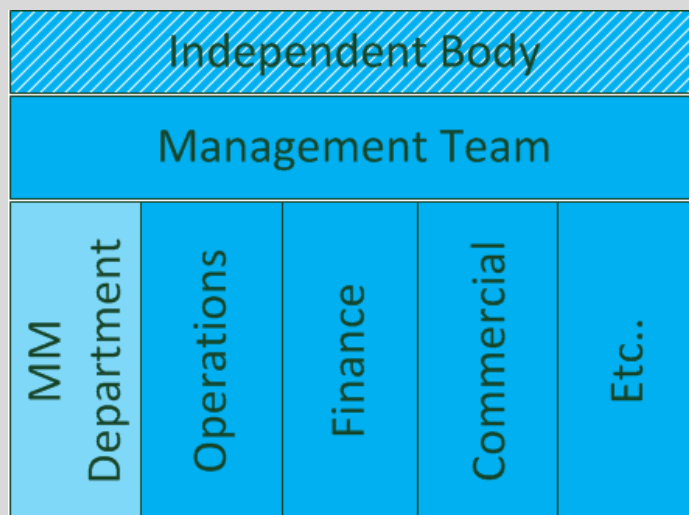 Independent Body
Management Team
MM
Department
Operations
Finance
Commercial
Etc..